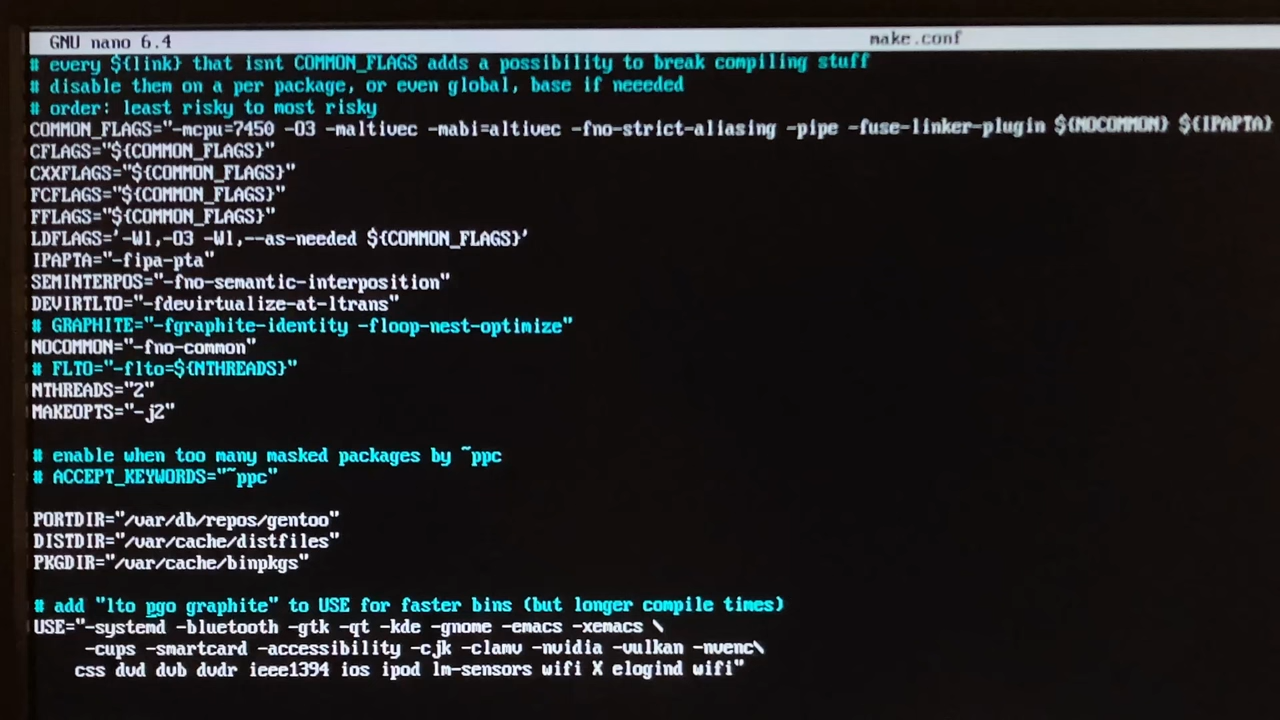 GNU nano 6.4 make.conf
# every ${link} that isnt COMMON_FLAGS adds a possibility to break compiling stuff
# disable them on a per package, or even global, base if neeeded
# order: least risky to most risky
COMMON_FLAGS="-mcpu=7450 -O3 -maltivec -mabi=altivec -fno-strict-aliasing -pipe -fuse-linker-plugin ${NOCOMMON} ${IPAPTA}
CFLAGS="${COMMON_FLAGS}"
CXXFLAGS="${COMMON_FLAGS}"
FCFLAGS="${COMMON_FLAGS}"
FFLAGS="${COMMON_FLAGS}"
LDFLAGS='-Wl,-O3 -Wl,--as-needed ${COMMON_FLAGS}'
IPAPTA="-fipa-pta"
SEMINTERPOS="-fno-semantic-interposition"
DEVIRTLTO="-fdevirtualize-at-ltrans"
# GRAPHITE="-fgraphite-identity -floop-nest-optimize"
NOCOMMON="-fno-common"
# FLTO="-flto=${NTHREADS}"
NTHREADS="2"
MAKEOPTS="-j2"
# enable when too many masked packages by ~ppc
# ACCEPT_KEYWORDS="~ppc"
PORTDIR="/var/db/repos/gentoo"
DISTDIR="/var/cache/distfiles"
PKGDIR="/var/cache/binpkgs"
# add "lto pgo graphite" to USE for faster bins (but longer compile times)
USE="-systemd -bluetooth -gtk -qt -kde -gnome -emacs -xemacs \
-cups -smartcard -accessibility -cjk -clamv -nvidia -vulkan -nvenc\
css dvd dvb dvdr ieee1394 ios ipod lm-sensors wifi X elogind wifi"